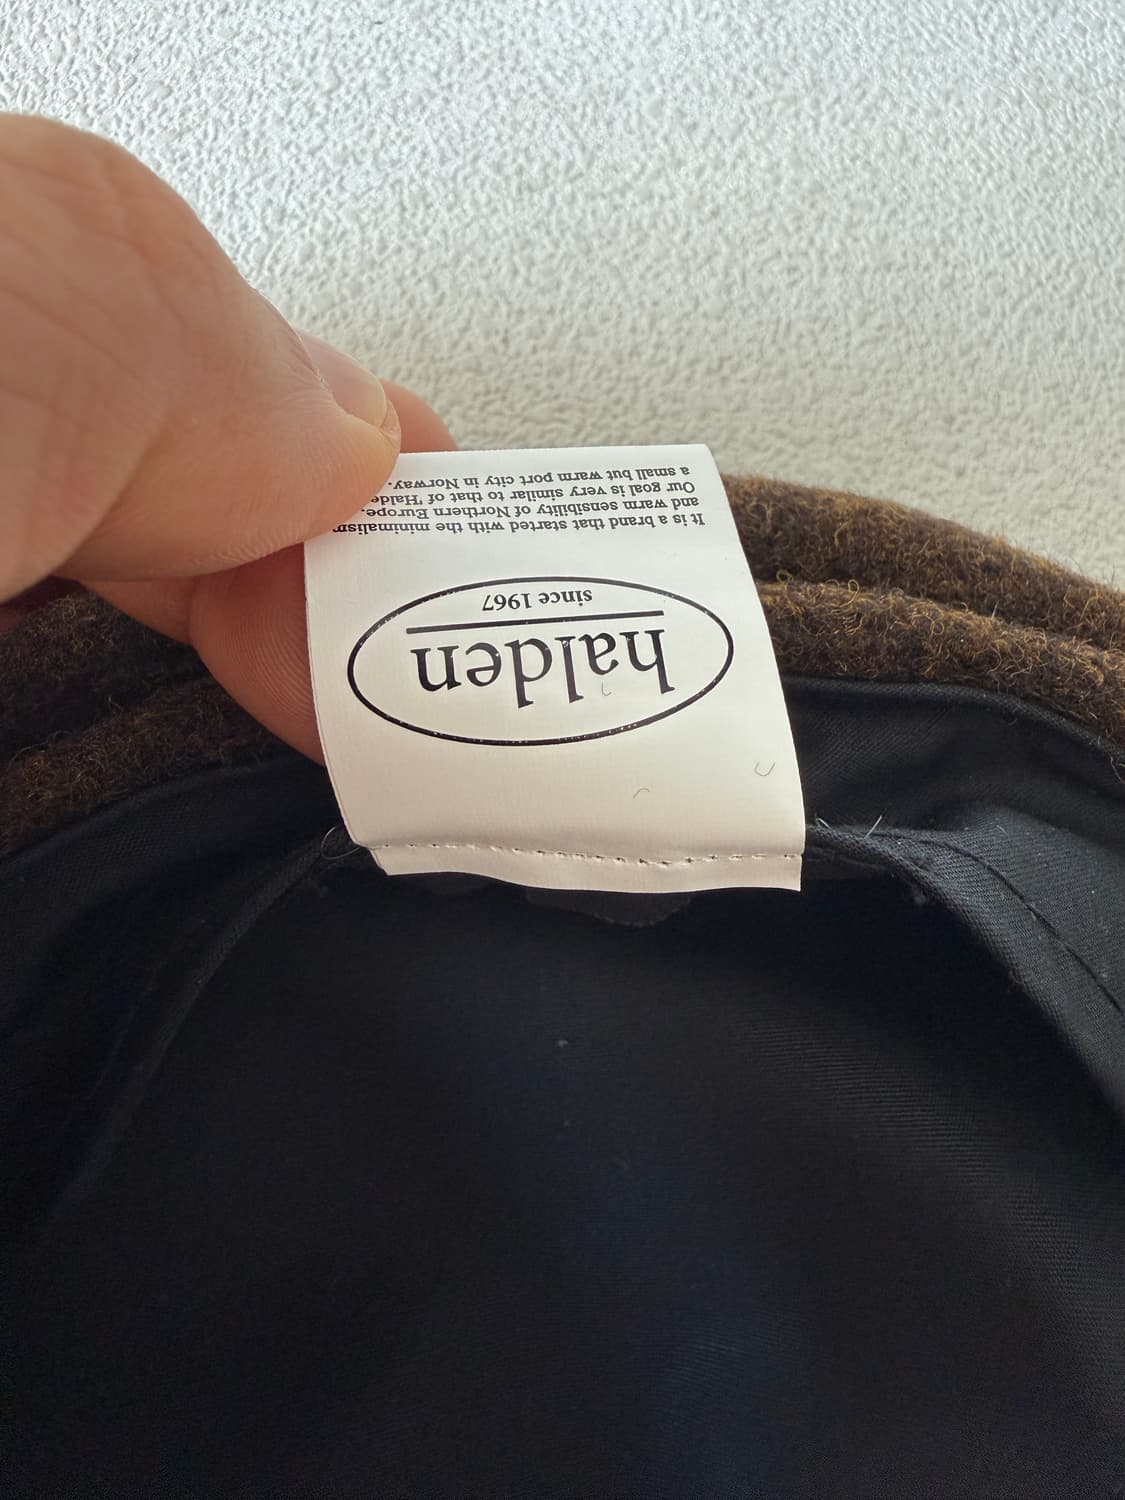 halden
since 1967
It is a brand that started with the minimalism
and warm sensibility of Northern Europe.
Our goal is very similar to that of 'Halde
a small but warm port city in Norway.